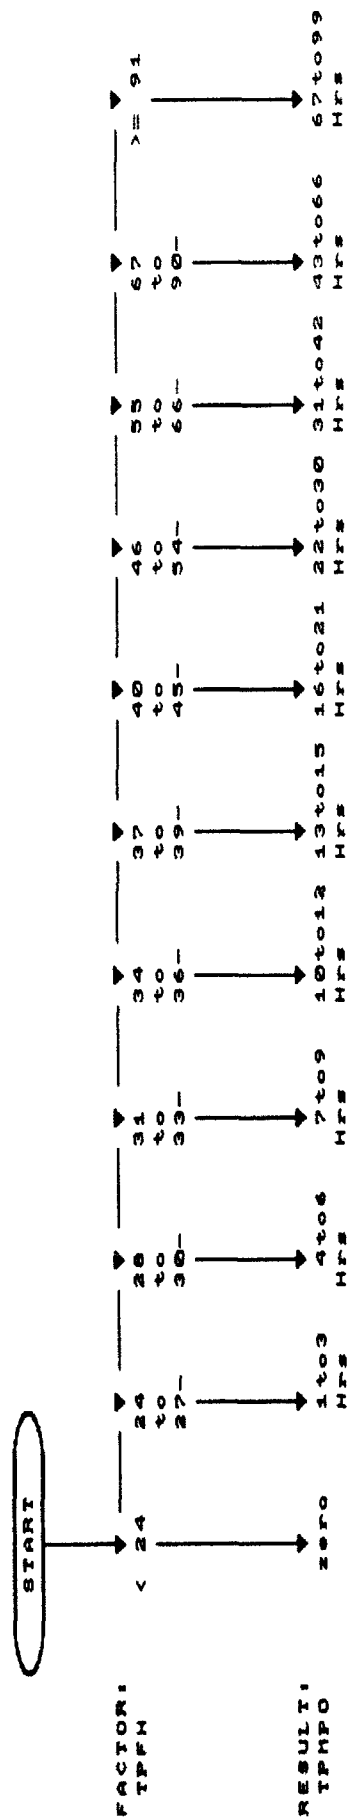 START
FACTOR:
TPFH
< 24
24
to
27-
28
to
30-
31
to
33-
34
to
36-
37
to
39-
40
to
45-
46
to
54-
55
to
66-
67
to
90-
>= 91
RESULT:
TPMPO
zero
1to3
Hrs
4to6
Hrs
7to9
Hrs
10to12
Hrs
13to15
Hrs
16to21
Hrs
22to30
Hrs
31to42
Hrs
43to66
Hrs
67to99
Hrs